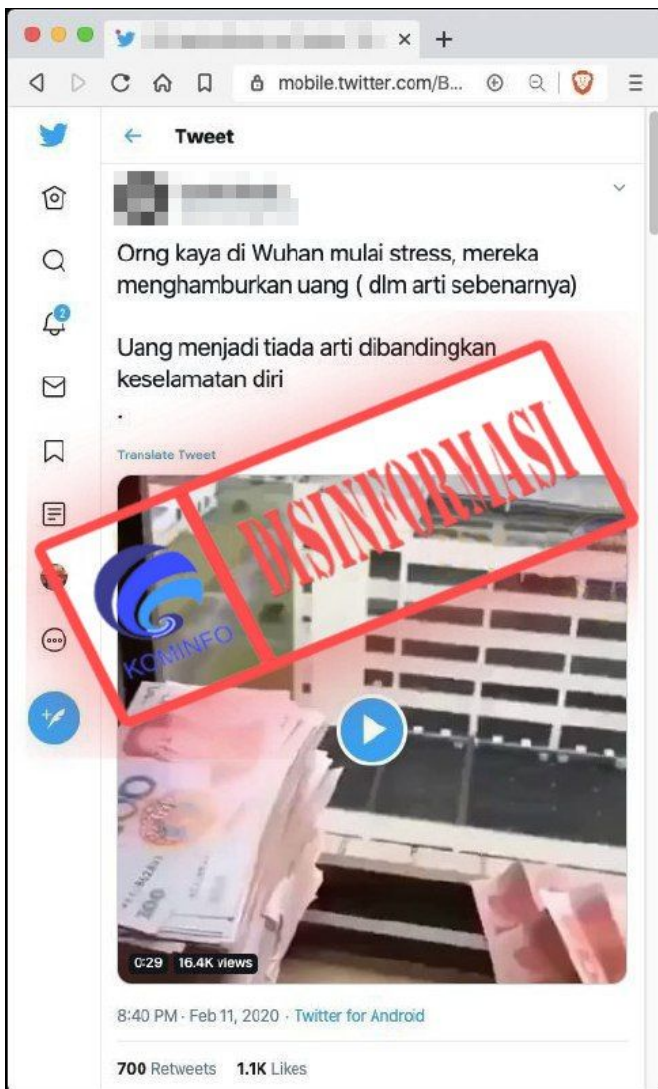 mobile.twitter.com/B...
Tweet
Orng kaya di Wuhan mulai stress, mereka
menghamburkan uang ( dlm arti sebenarnya)
2
Uang menjadi tiada arti dibandingkan
keselamatan diri
.
Translate Tweet
DISINFORMASI
KOMINFO
100
0:29 16.4K views
8:40 PM · Feb 11, 2020 · Twitter for Android
700 Retweets 1.1K Likes